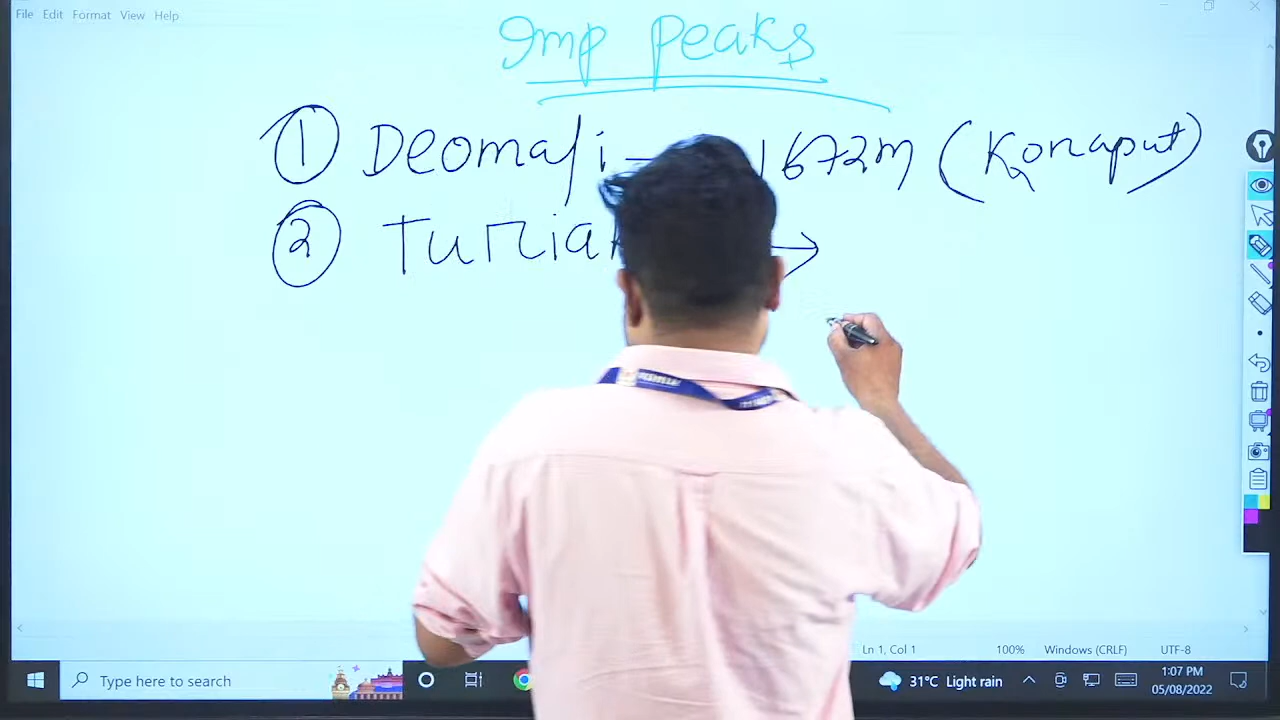 File Edit Format View Help
Imp Peaks
① Deomali 1672m (Koraput)
② →
Ln 1, Col 1 100% Windows (CRLF) UTF-8
Type here to search
31°C Light rain
1:07 PM
05/08/2022